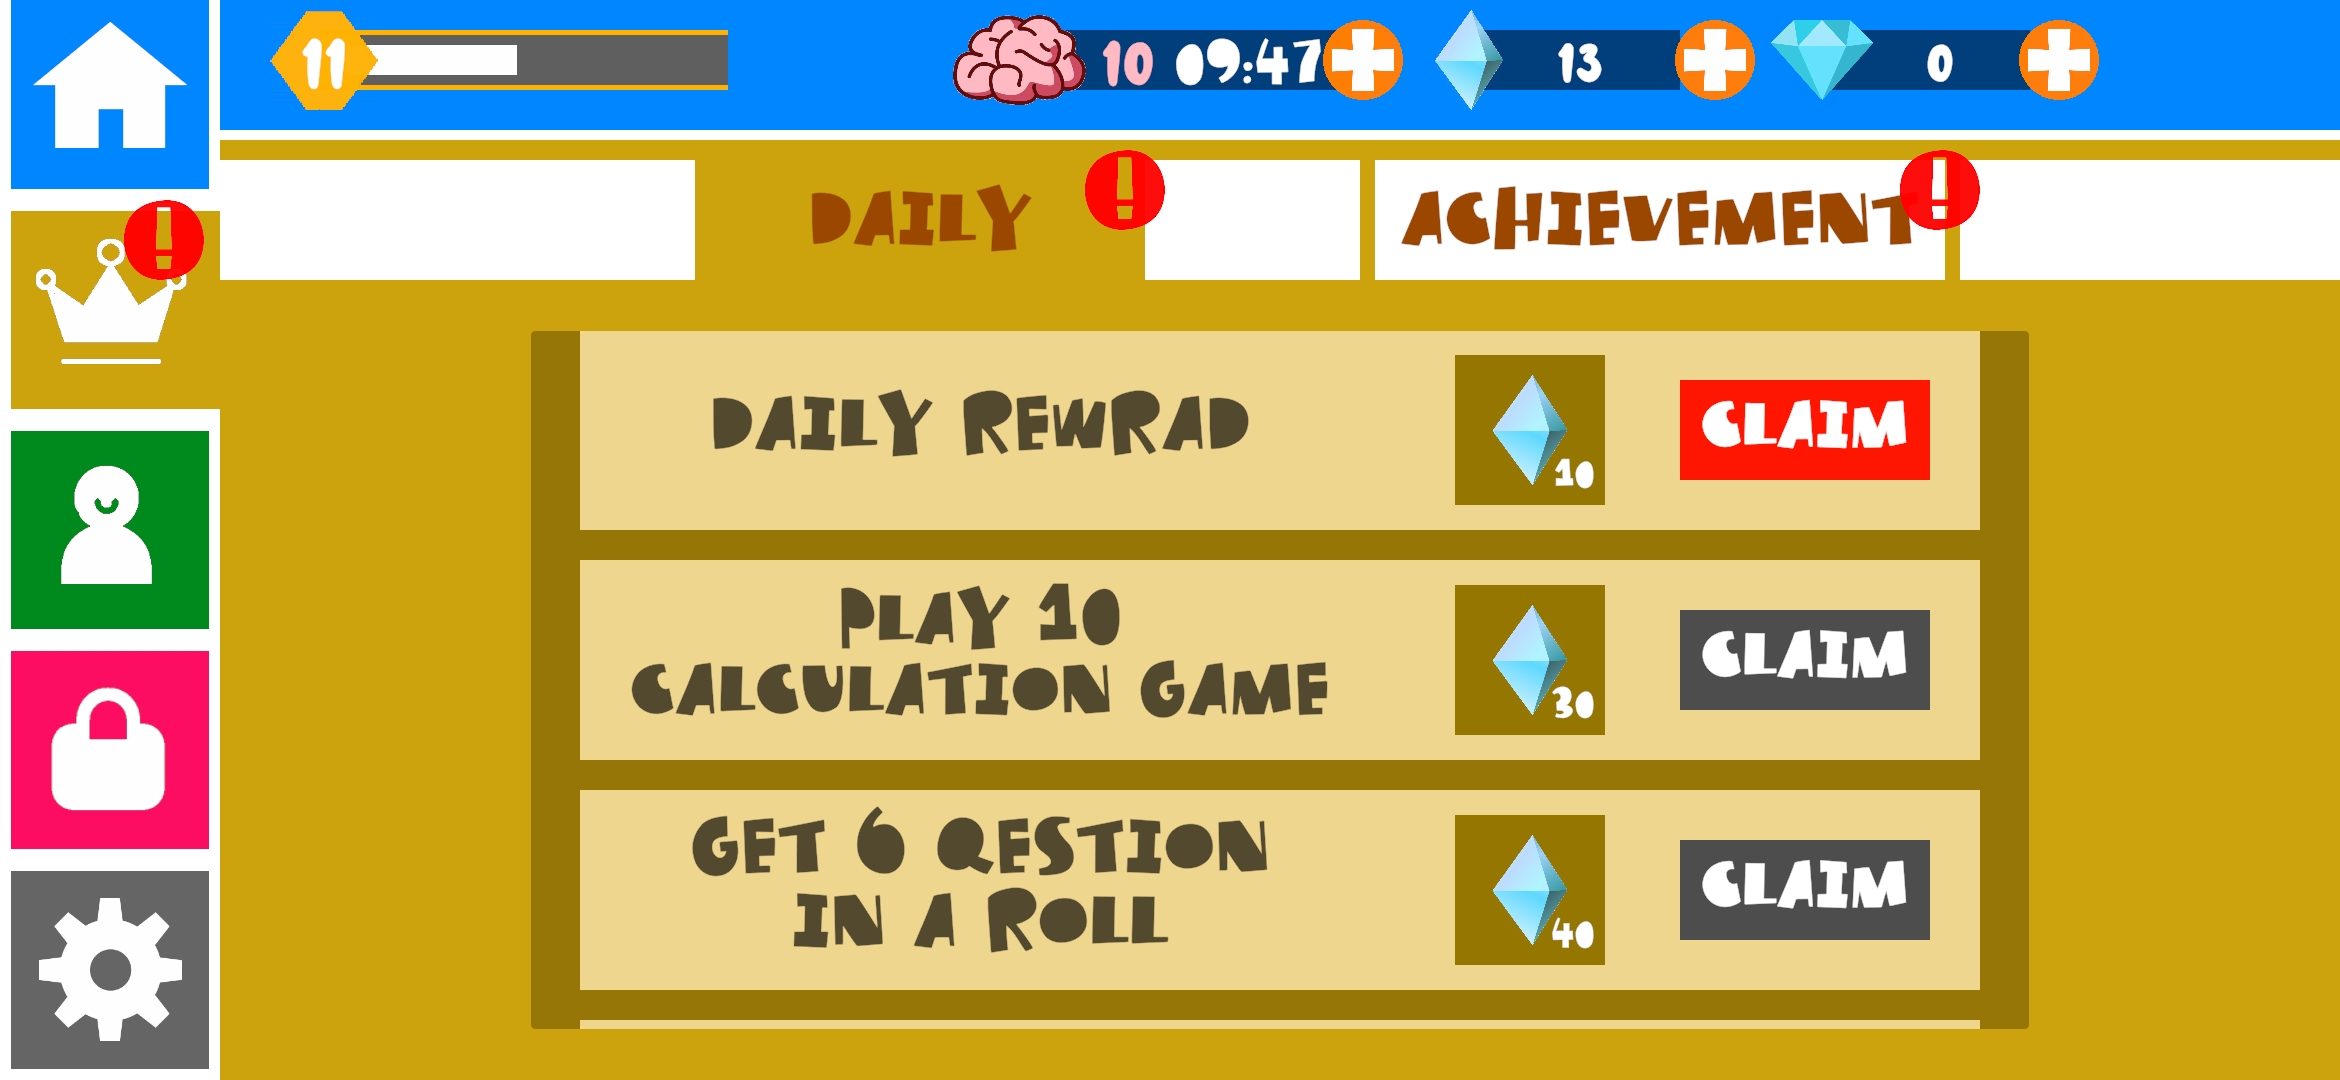 11
10 09:47
13
0
DAILY !
ACHIEVEMENT !
!
DAILY REWRAD
10
CLAIM
PLAY 10
CALCULATION GAME
30
CLAIM
GET 6 QESTION
IN A ROLL
40
CLAIM